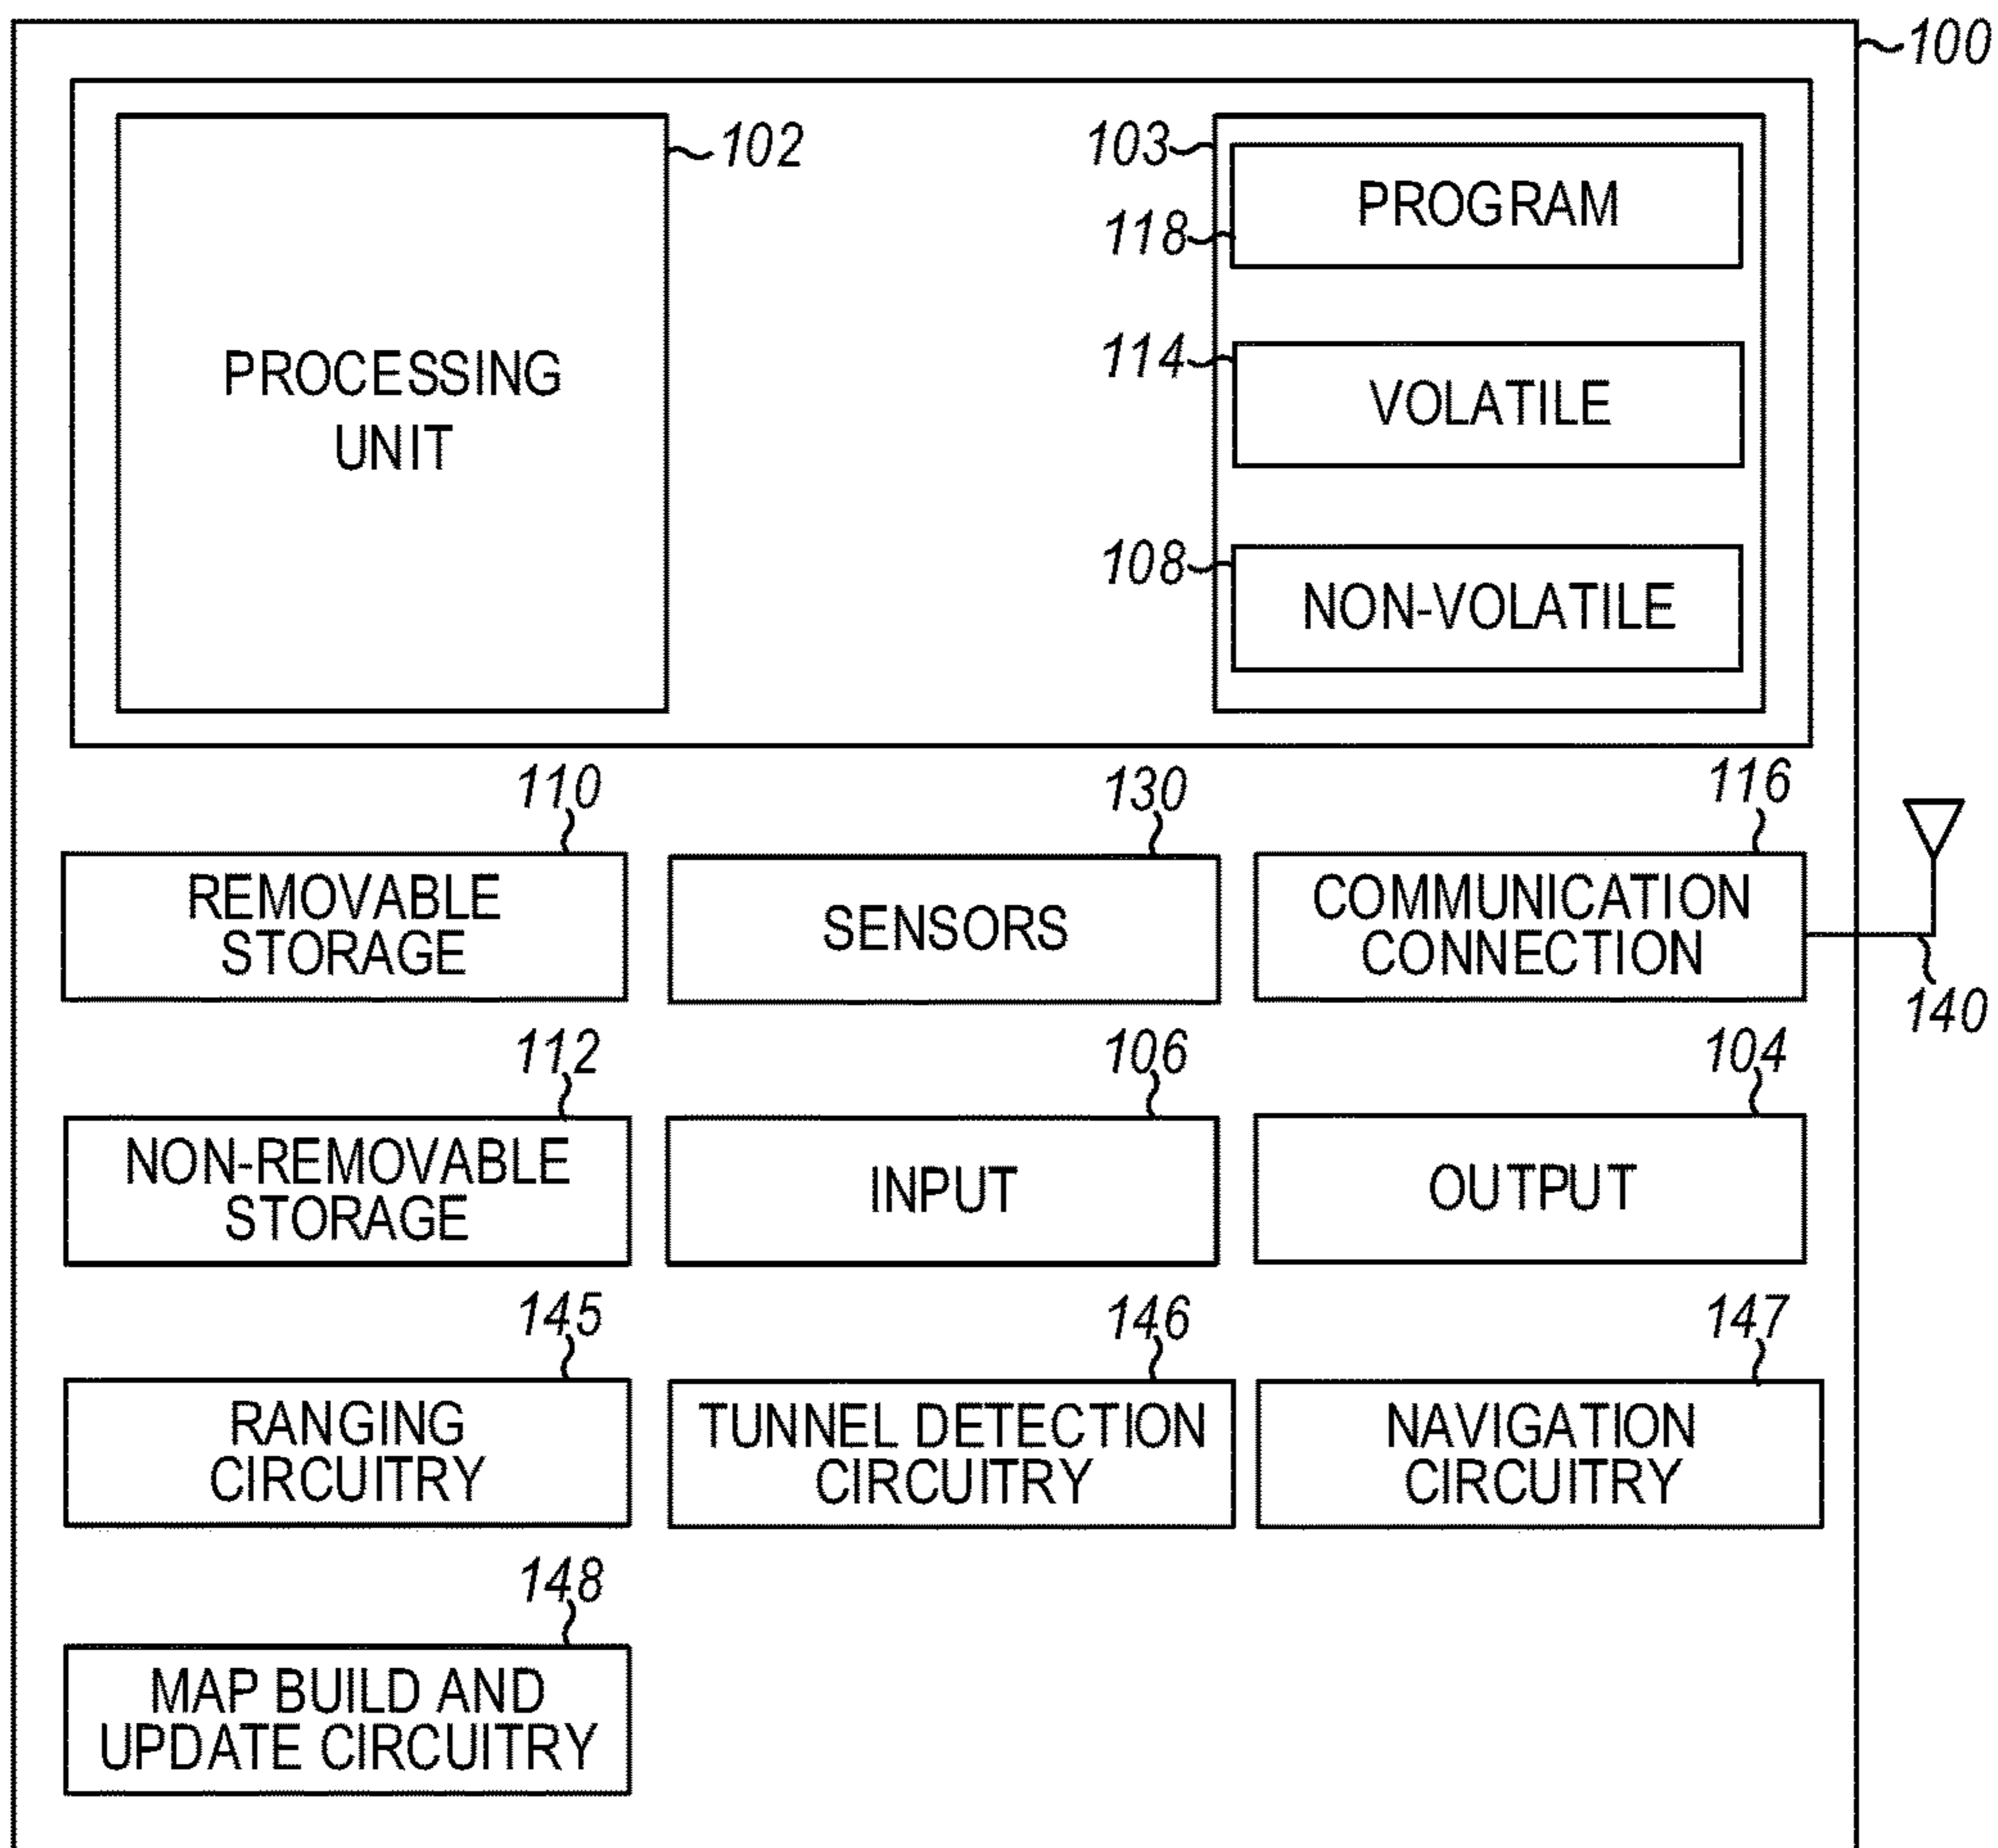 100
102
103
PROGRAM
118
PROCESSING
UNIT
114
VOLATILE
108
NON-VOLATILE
110
130
116
REMOVABLE
STORAGE
SENSORS
COMMUNICATION
CONNECTION
140
112
106
104
NON-REMOVABLE
STORAGE
INPUT
OUTPUT
145
146
147
RANGING
CIRCUITRY
TUNNEL DETECTION
CIRCUITRY
NAVIGATION
CIRCUITRY
148
MAP BUILD AND
UPDATE CIRCUITRY